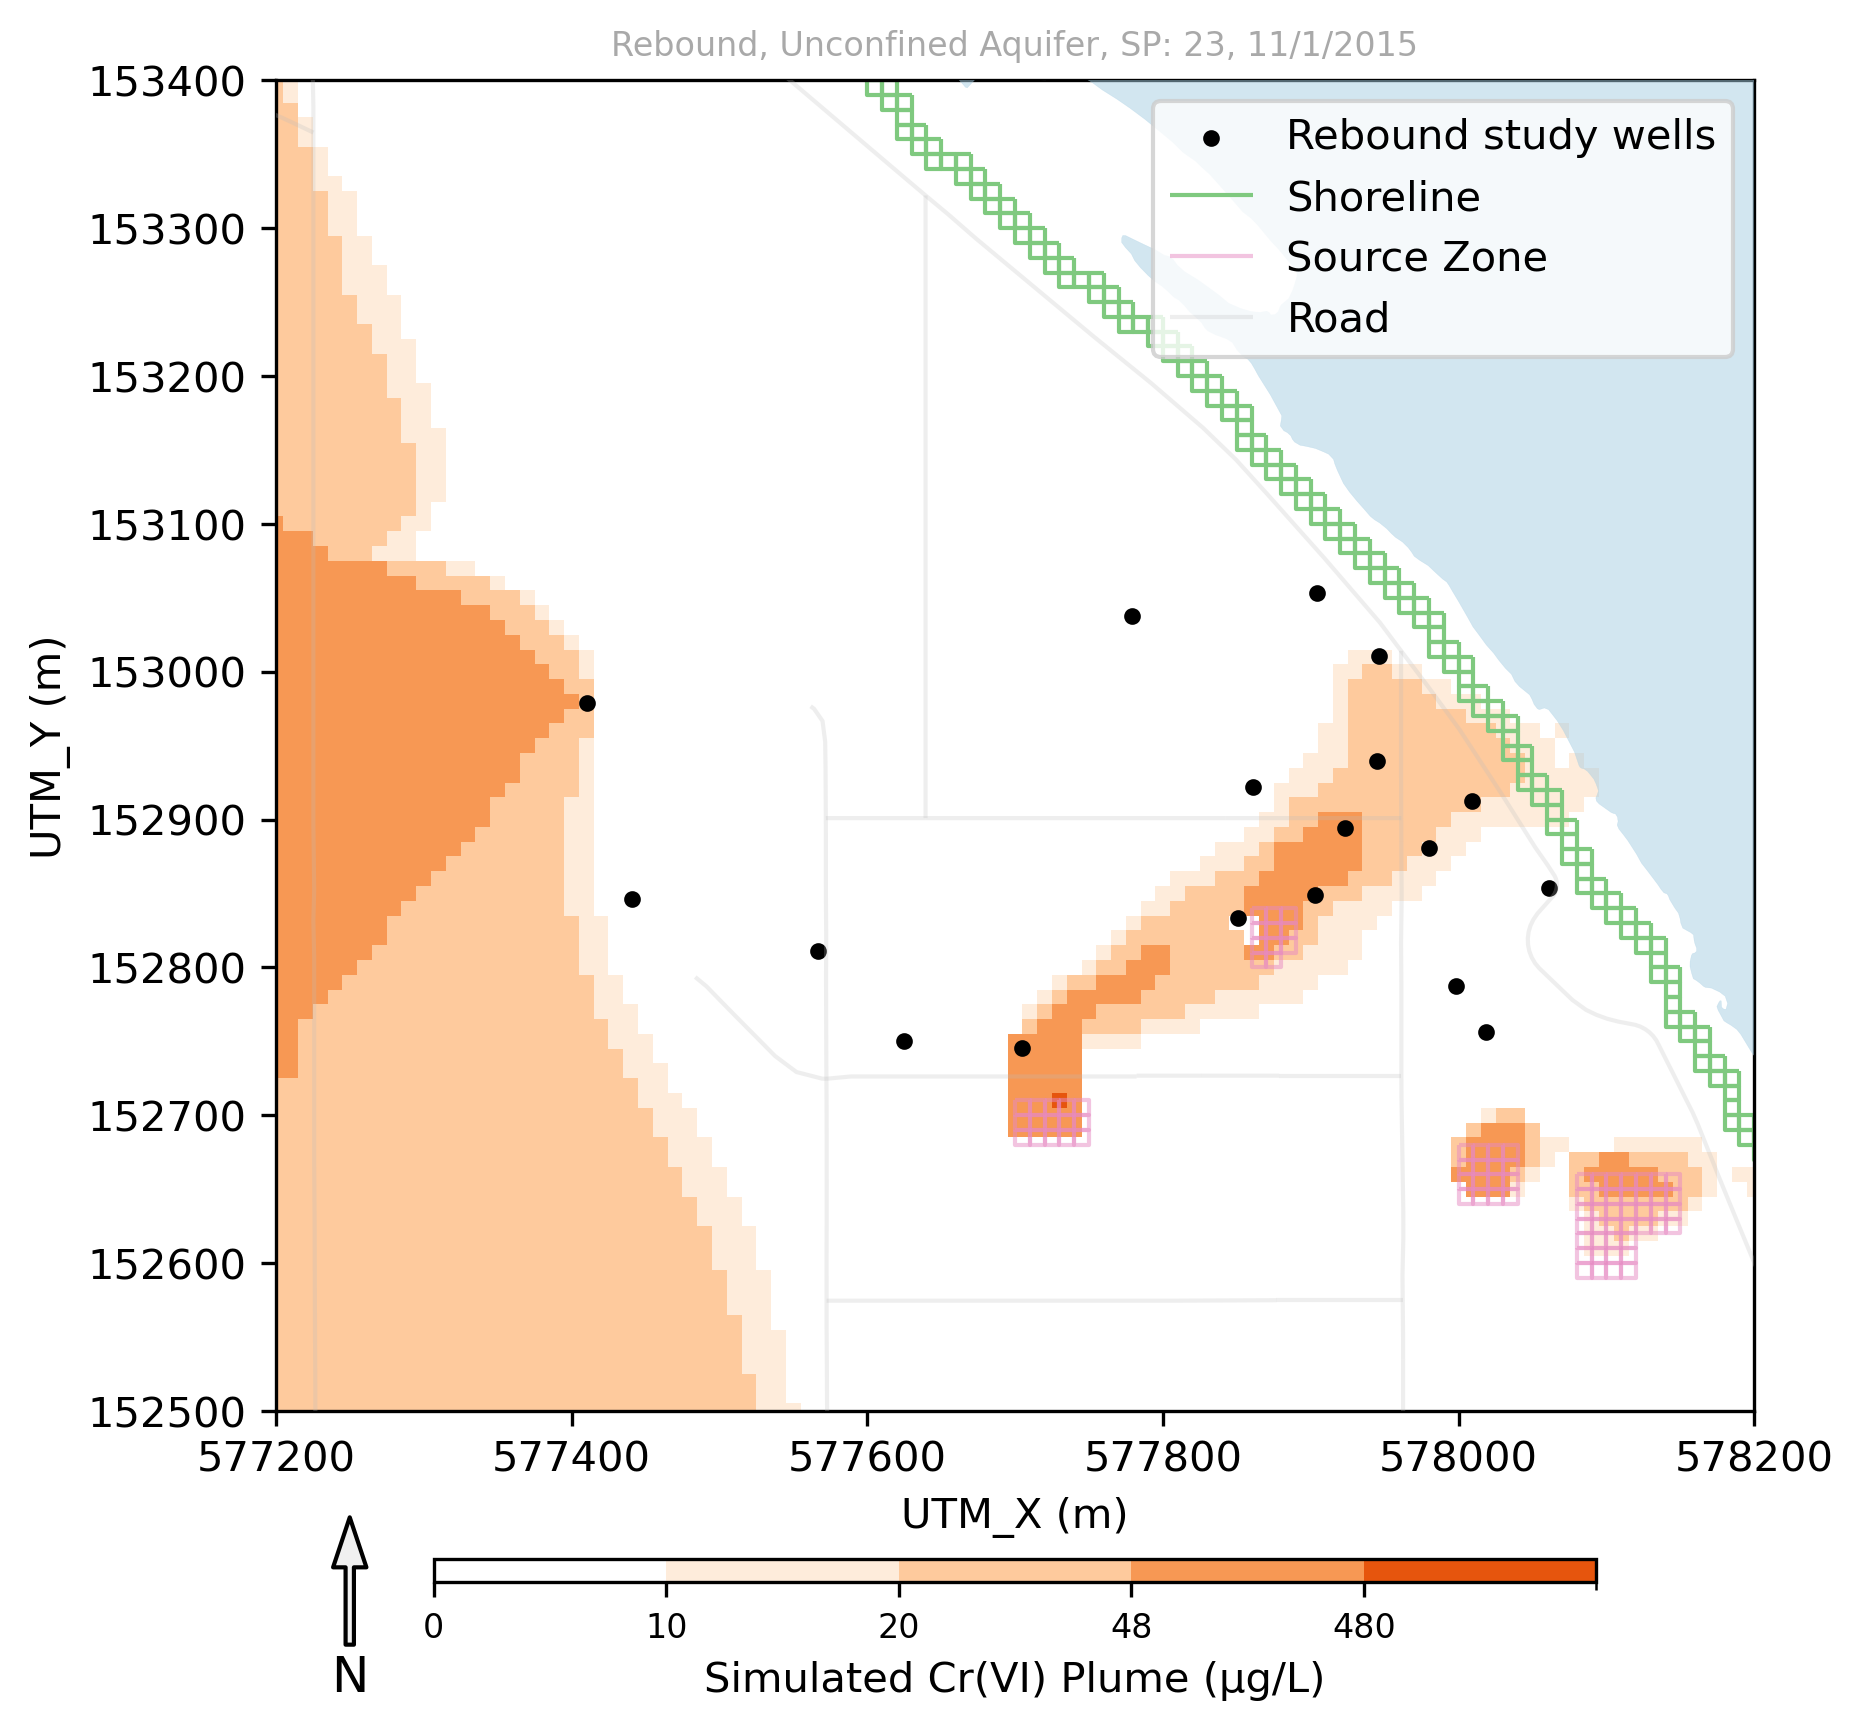 Rebound, Unconfined Aquifer, SP: 23, 11/1/2015
153400
153300
153200
153100
153000
152900
152800
152700
152600
152500
UTM_Y (m)
Rebound study wells
Shoreline
Source Zone
Road
577200 577400 577600 577800 578000 578200
UTM_X (m)
N
0 10 20 48 480
Simulated Cr(VI) Plume (μg/L)